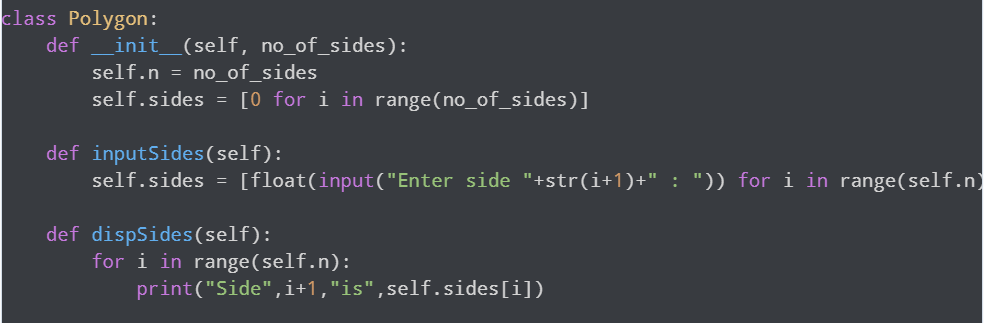 class Polygon:
    def __init__(self, no_of_sides):
        self.n = no_of_sides
        self.sides = [0 for i in range(no_of_sides)]

    def inputSides(self):
        self.sides = [float(input("Enter side "+str(i+1)+" : ")) for i in range(self.n)

    def dispSides(self):
        for i in range(self.n):
            print("Side",i+1,"is",self.sides[i])